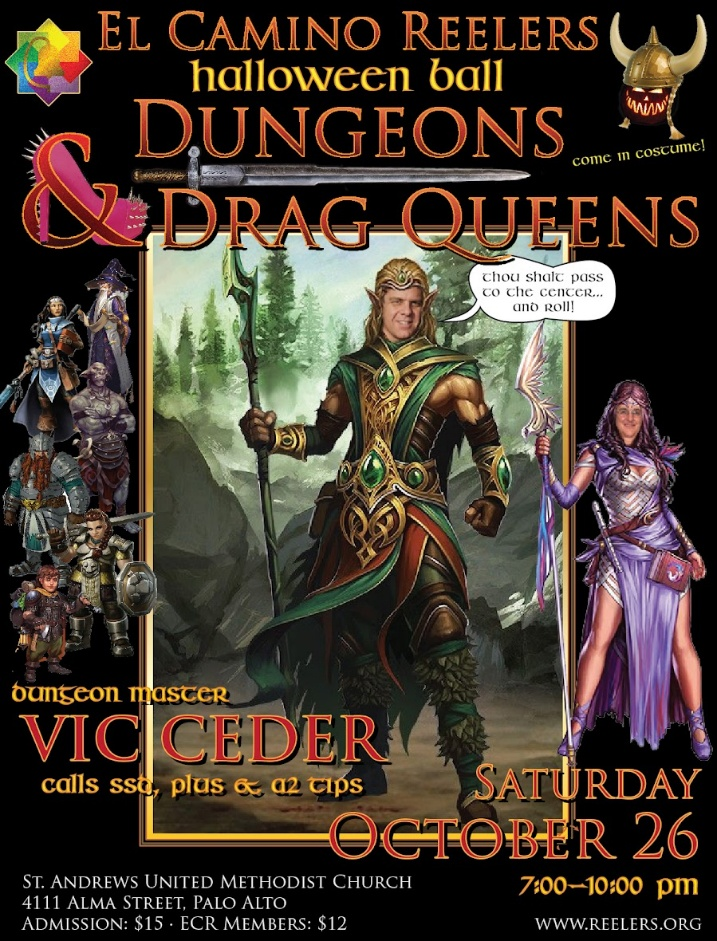 El Camino Reelers
halloween ball
Dungeons
come in costume!
& Drag Queens
thou shalt pass
to the center...
and roll!
dungeon master
VIC CEDER
calls ssd, plus & a2 tips
Saturday
October 26
7:00–10:00 pm
St. Andrews United Methodist Church
4111 Alma Street, Palo Alto
Admission: $15 · ECR Members: $12
www.reelers.org